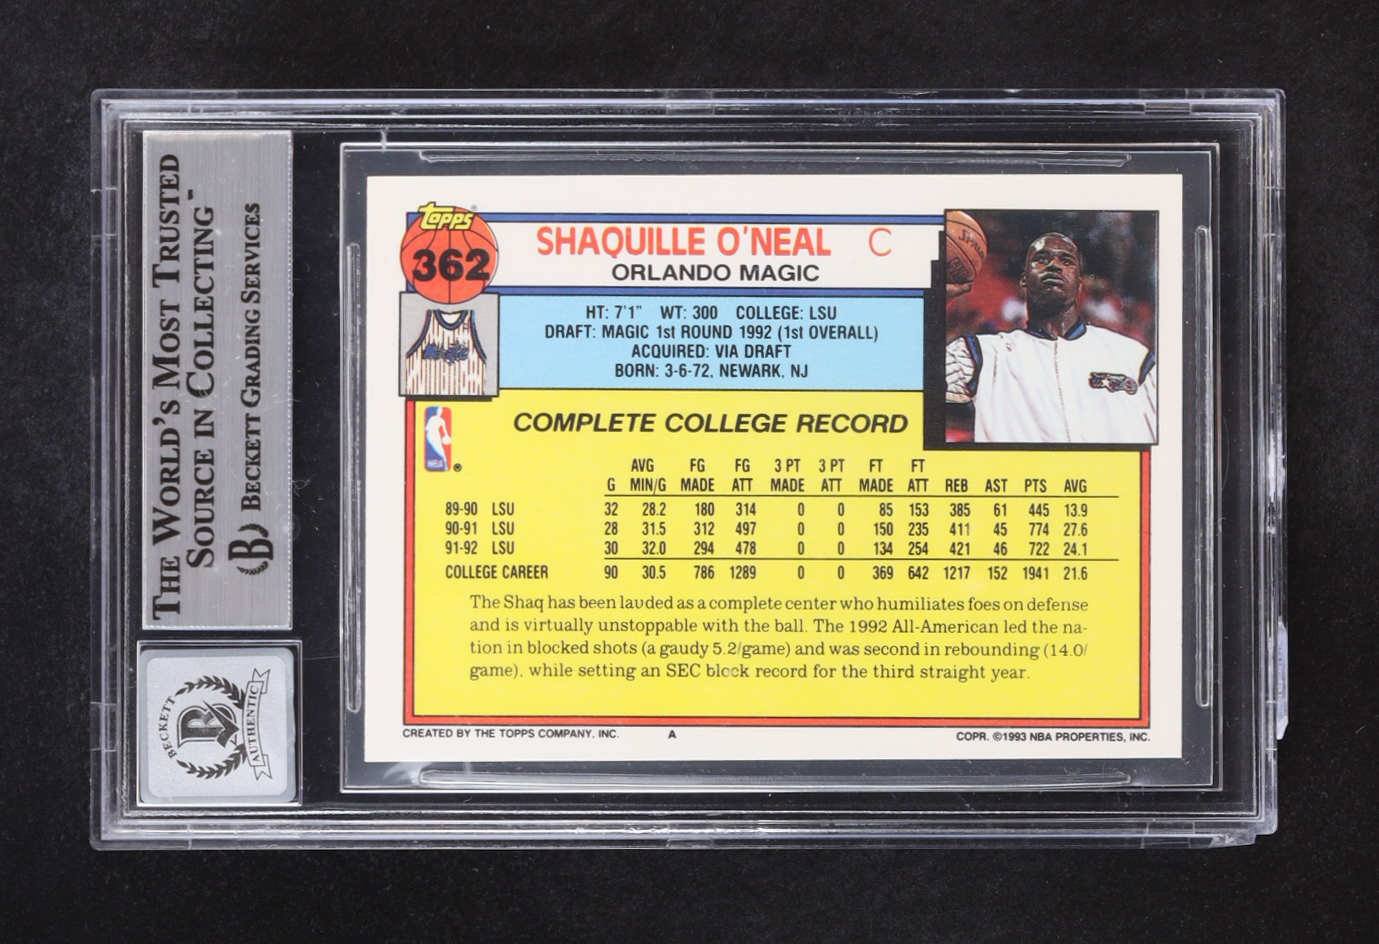 THE WORLD'S MOST TRUSTED
SOURCE IN COLLECTING™
BECKETT GRADING SERVICES
BECKETT
AUTHENTIC
Topps®
362
SHAQUILLE O'NEAL C
ORLANDO MAGIC
Magic
HT: 7'1" WT: 300 COLLEGE: LSU
DRAFT: MAGIC 1st ROUND 1992 (1st OVERALL)
ACQUIRED: VIA DRAFT
BORN: 3-6-72, NEWARK, NJ
NBA ®
COMPLETE COLLEGE RECORD
AVG FG FG 3 PT 3 PT FT FT
G MIN/G MADE ATT MADE ATT MADE ATT REB AST PTS AVG
89-90 LSU 32 28.2 180 314 0 0 85 153 385 61 445 13.9
90-91 LSU 28 31.5 312 497 0 0 150 235 411 45 774 27.6
91-92 LSU 30 32.0 294 478 0 0 134 254 421 46 722 24.1
COLLEGE CAREER 90 30.5 786 1289 0 0 369 642 1217 152 1941 21.6
The Shaq has been lauded as a complete center who humiliates foes on defense
and is virtually unstoppable with the ball. The 1992 All-American led the na-
tion in blocked shots (a gaudy 5.2/game) and was second in rebounding (14.0/
game), while setting an SEC block record for the third straight year.
CREATED BY THE TOPPS COMPANY, INC. A COPR. ©1993 NBA PROPERTIES, INC.